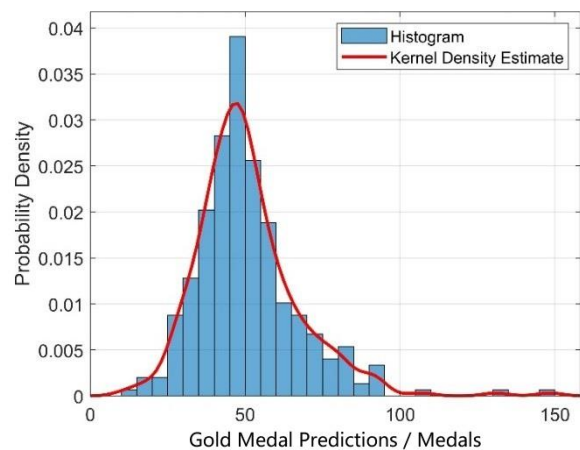 Histogram
Kernel Density Estimate
0.04
0.035
0.03
0.025
0.02
0.015
0.01
0.005
0
Probability Density
0 50 100 150
Gold Medal Predictions / Medals